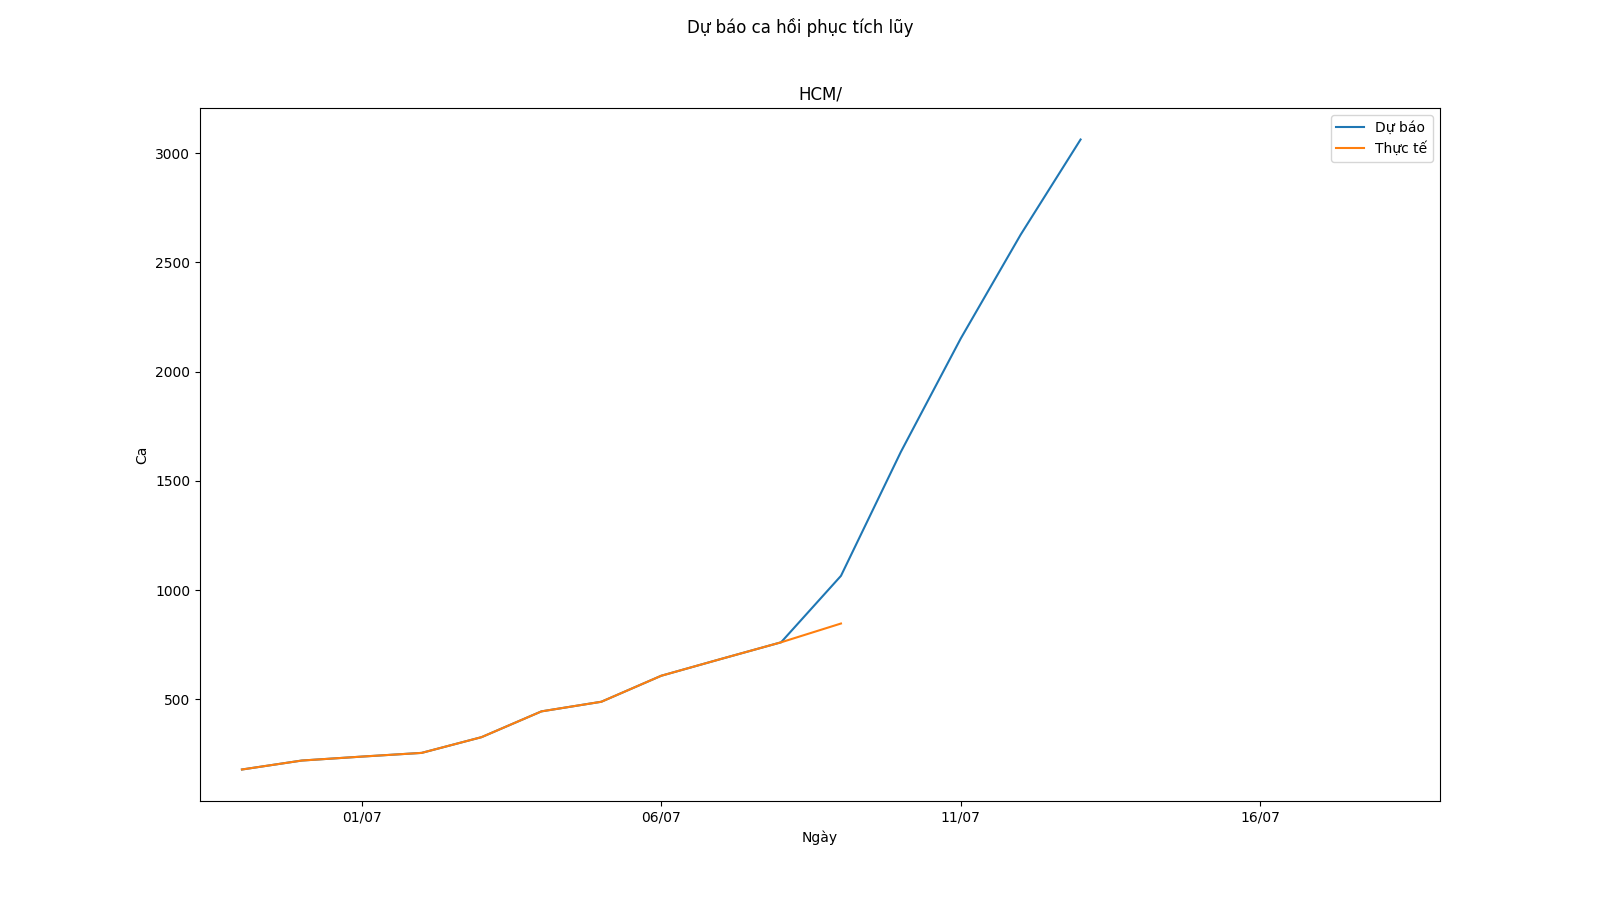 Dự báo ca hồi phục tích lũy
HCM/
Dự báo
Thực tế
3000
2500
2000
1500
1000
500
Ca
01/07
06/07
11/07
16/07
Ngày